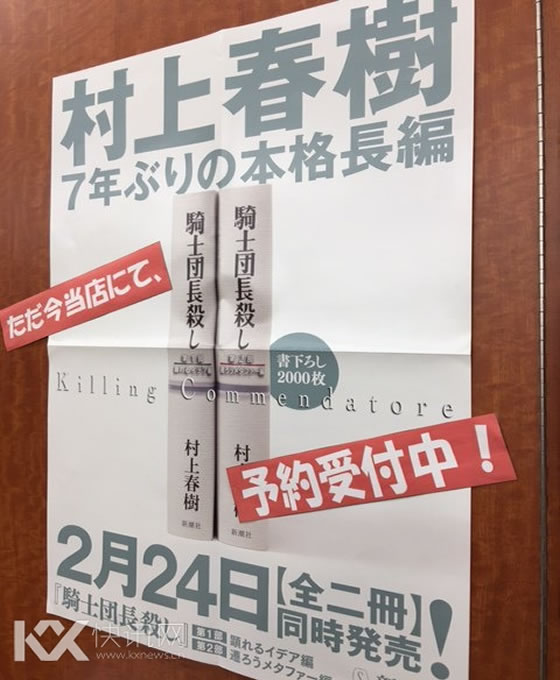 村上春樹
7年ぶりの本格長編
騎士団長殺し
村上春樹
新潮社
騎士団長殺し
新潮社
ただ今当店にて、
書下ろし
2000枚
Killing Commendatore
予約受付中！
2月24日【全二冊】
同時発売！
『騎士団長殺し
第1部 顕れるイデア編
第2部 遷ろうメタファー編
KX 快讯网
www.kxnews.cn